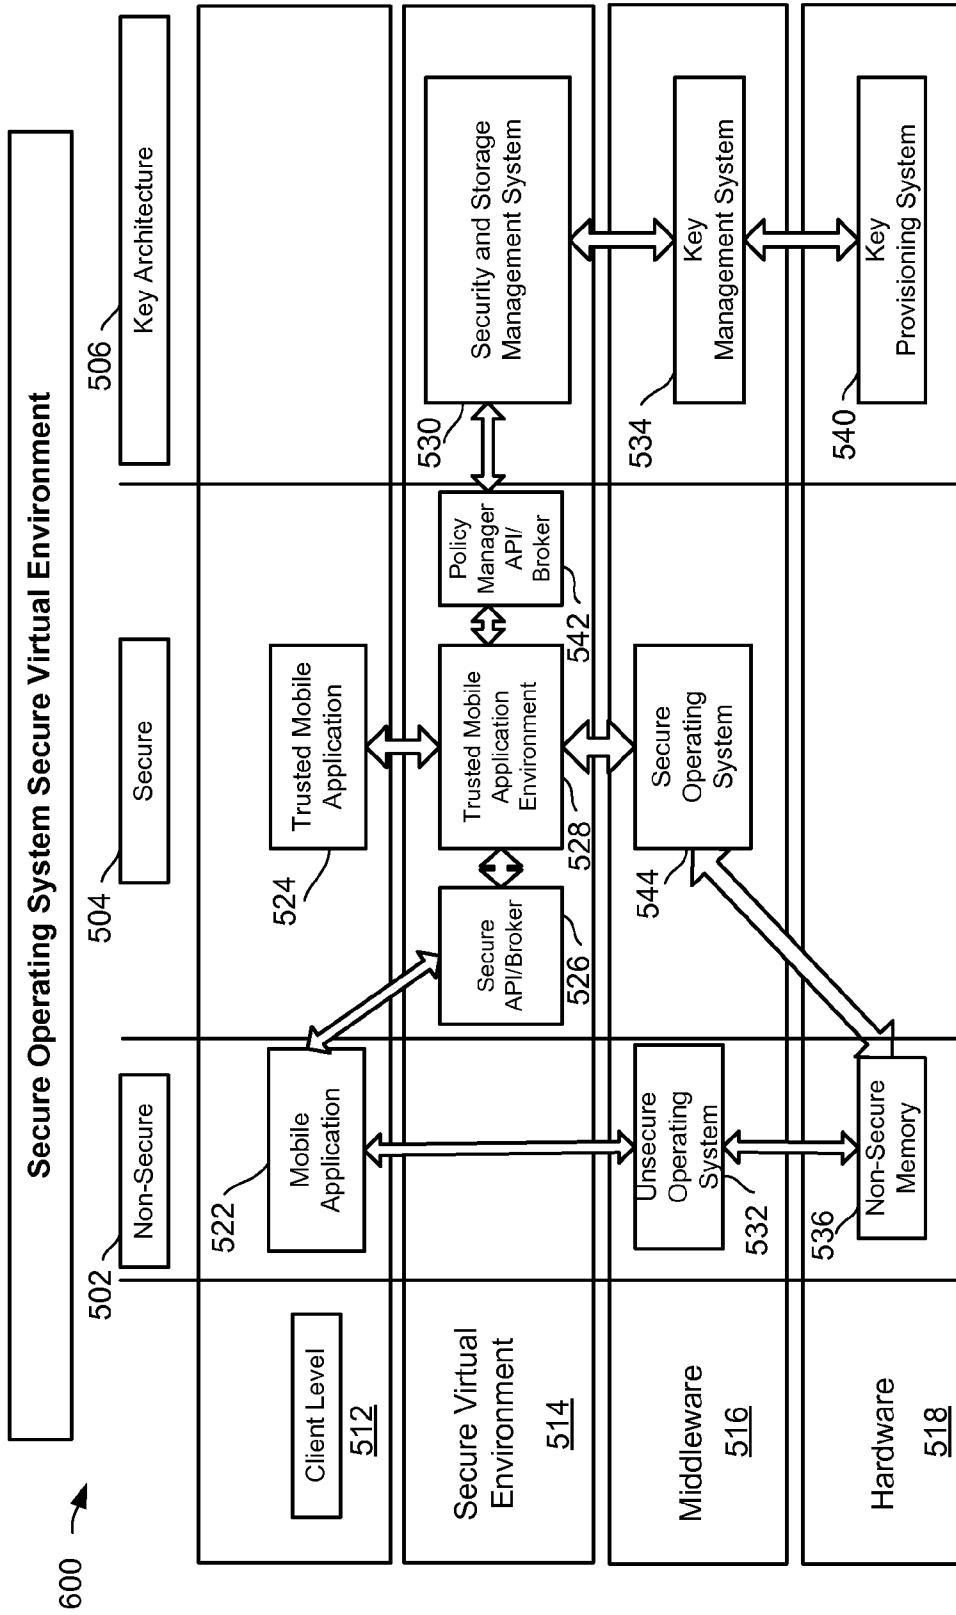 Secure Operating System Secure Virtual Environment
600
502
504
506
Non-Secure
Secure
Key Architecture
Client Level
512
522
Mobile
Application
524
Trusted Mobile
Application
Secure Virtual
Environment
514
Secure
API/Broker
526
Trusted Mobile
Application
Environment
528
Policy
Manager
API/
Broker
542
530
Security and Storage
Management System
Middleware
516
Unsecure
Operating
System
532
544
Secure
Operating
System
534
Key
Management System
Hardware
518
536
Non-Secure
Memory
540
Key
Provisioning System